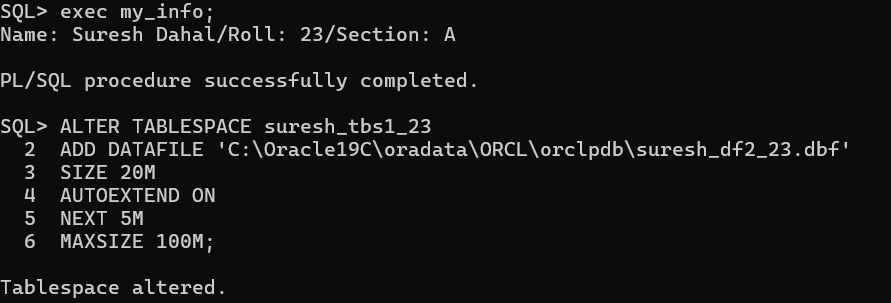 SQL> exec my_info;
Name: Suresh Dahal/Roll: 23/Section: A
PL/SQL procedure successfully completed.
SQL> ALTER TABLESPACE suresh_tbs1_23
2  ADD DATAFILE 'C:\Oracle19C\oradata\ORCL\orclpdb\suresh_df2_23.dbf'
3  SIZE 20M
4  AUTOEXTEND ON
5  NEXT 5M
6  MAXSIZE 100M;
Tablespace altered.